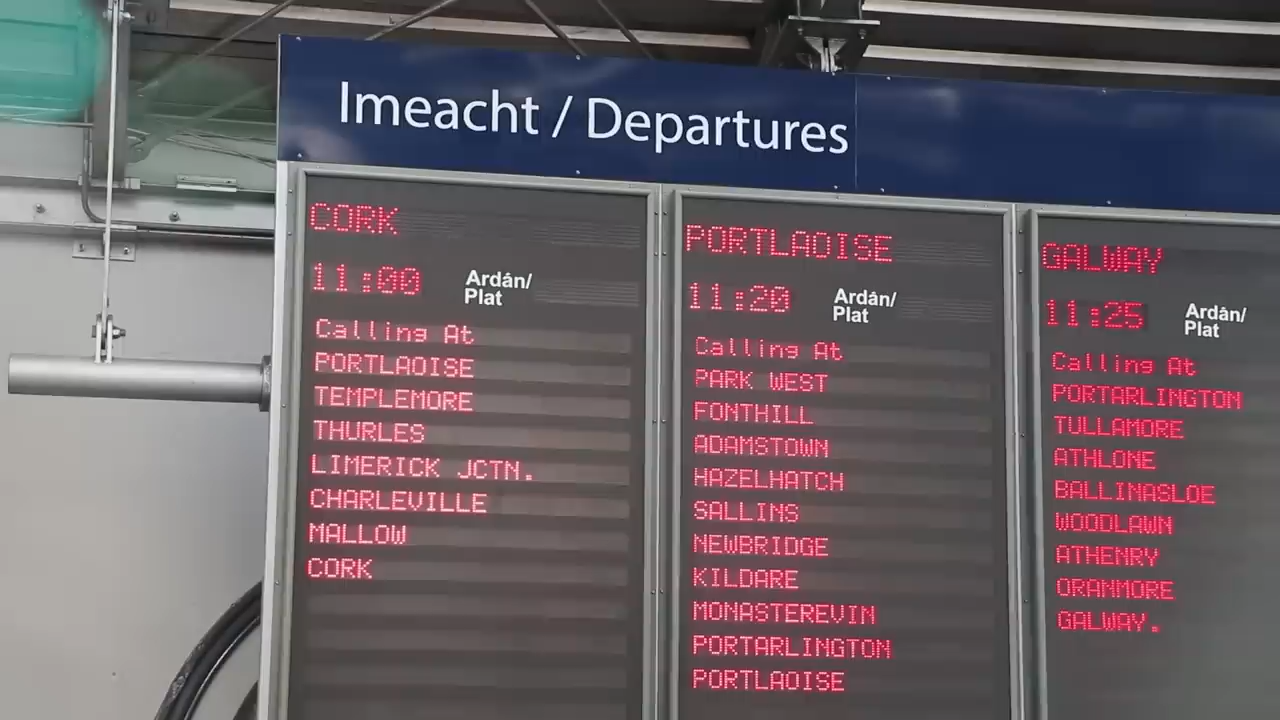 Imeacht / Departures
CORK
11:00 Ardán/
Plat
Calling At
PORTLAOISE
TEMPLEMORE
THURLES
LIMERICK JCTN.
CHARLEVILLE
MALLOW
CORK
PORTLAOISE
11:20 Ardán/
Plat
Calling At
PARK WEST
FONTHILL
ADAMSTOWN
HAZELHATCH
SALLINS
NEWBRIDGE
KILDARE
MONASTEREVIN
PORTARLINGTON
PORTLAOISE
GALWAY
11:25 Ardán/
Plat
Calling At
PORTARLINGTON
TULLAMORE
ATHLONE
BALLINASLOE
WOODLAWN
ATHENRY
ORANMORE
GALWAY.